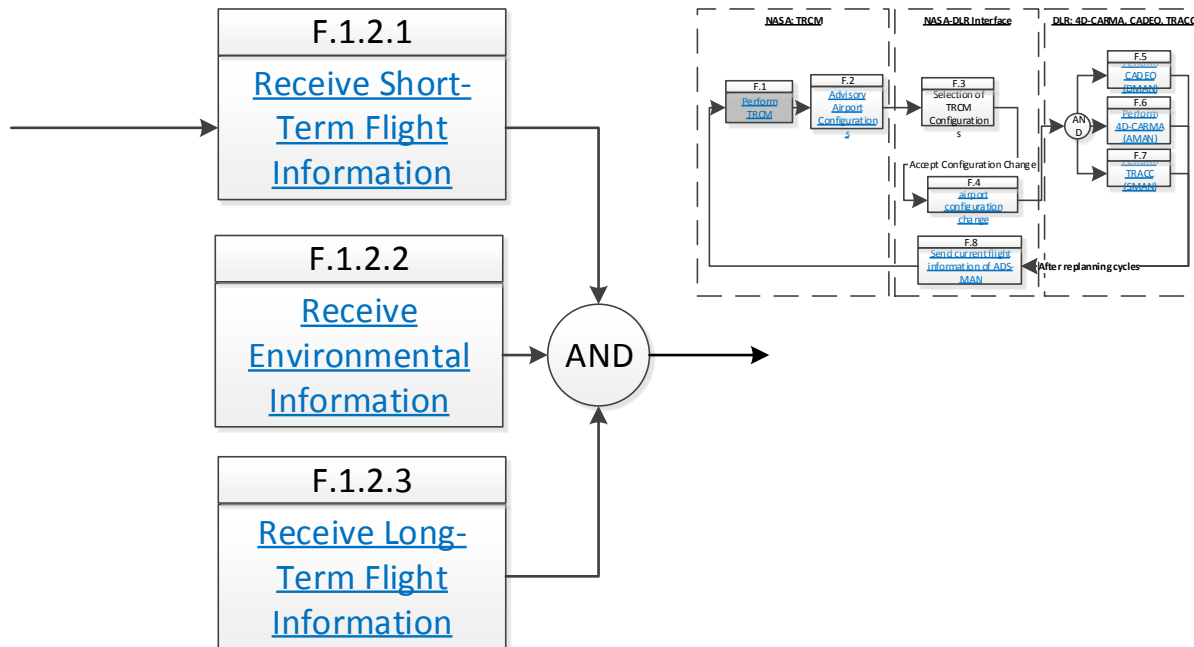 F.1.2.1
Receive Short-
Term Flight
Information
F.1.2.2
Receive
Environmental
Information
F.1.2.3
Receive Long-
Term Flight
Information
AND
NASA: TRCM
NASA-DLR Interface
DLR: 4D-CARMA, CADEO, TRACC
F.1
Perform
TRCM
F.2
Advisory
Airport
Configuration
s
F.3
Selection of
TRCM
Configuration
s
Accept Configuration Change
F.4
airport
configuration
change
F.8
Send current flight
information of ADS-
MAN
After replanning cycles
AN
D
F.5
CADEO
(DMAN)
F.6
Perform
4D-CARMA
(AMAN)
F.7
TRACC
(SMAN)